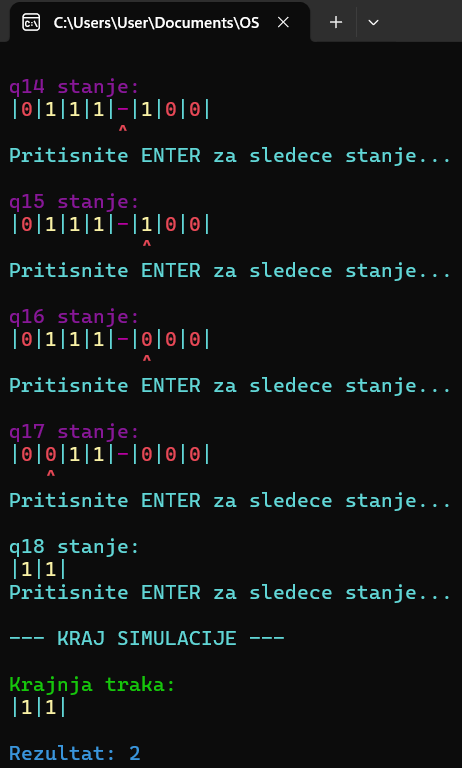 C:\Users\User\Documents\OS
q14 stanje:
|0|1|1|1|-|1|0|0|
^
Pritisnite ENTER za sledece stanje...
q15 stanje:
|0|1|1|1|-|1|0|0|
^
Pritisnite ENTER za sledece stanje...
q16 stanje:
|0|1|1|1|-|0|0|0|
^
Pritisnite ENTER za sledece stanje...
q17 stanje:
|0|0|1|1|-|0|0|0|
^
Pritisnite ENTER za sledece stanje...
q18 stanje:
|1|1|
Pritisnite ENTER za sledece stanje...
--- KRAJ SIMULACIJE ---
Krajnja traka:
|1|1|
Rezultat: 2